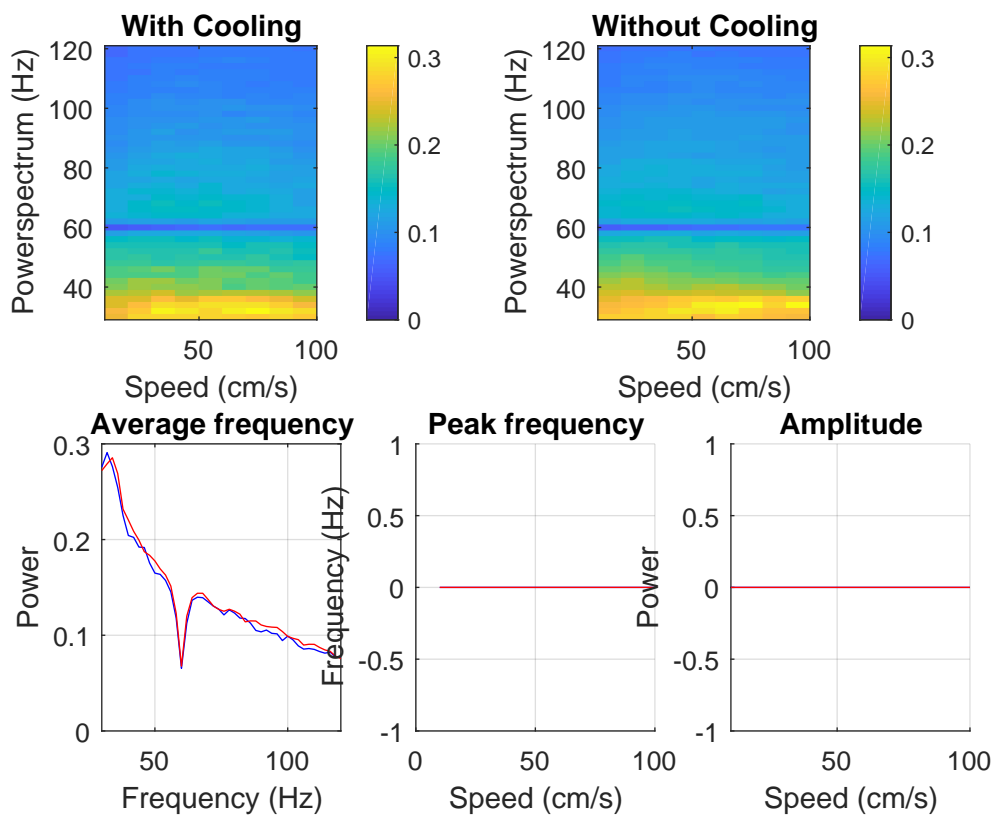 With Cooling
Powerspectrum (Hz)
120
100
80
60
40
50
100
Speed (cm/s)
0.3
0.2
0.1
0
Without Cooling
Powerspectrum (Hz)
120
100
80
60
40
50
100
Speed (cm/s)
0.3
0.2
0.1
0
Average frequency
Power
0.3
0.2
0.1
0
50
100
Frequency (Hz)
Peak frequency
Frequency (Hz)
1
0.5
0
-0.5
-1
0
50
100
Speed (cm/s)
Amplitude
Power
1
0.5
0
-0.5
-1
50
100
Speed (cm/s)